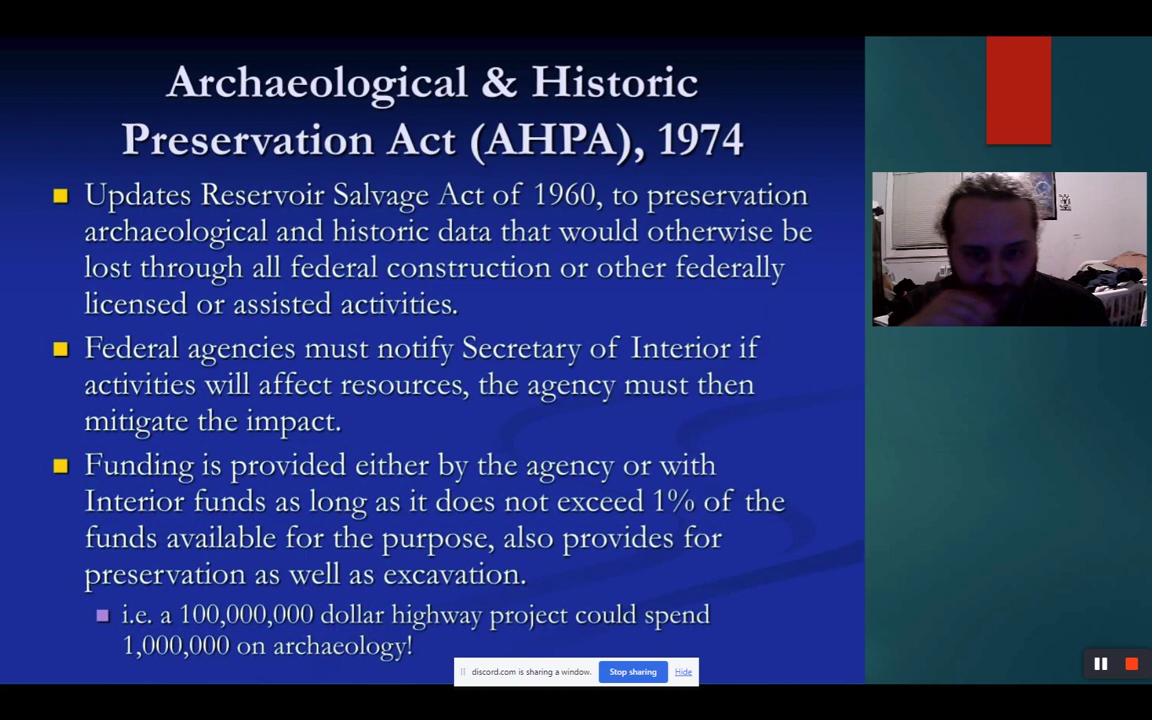 Archaeological & Historic
Preservation Act (AHPA), 1974
Updates Reservoir Salvage Act of 1960, to preservation
archaeological and historic data that would otherwise be
lost through all federal construction or other federally
licensed or assisted activities.
Federal agencies must notify Secretary of Interior if
activities will affect resources, the agency must then
mitigate the impact.
Funding is provided either by the agency or with
Interior funds as long as it does not exceed 1% of the
funds available for the purpose, also provides for
preservation as well as excavation.
i.e. a 100,000,000 dollar highway project could spend
1,000,000 on archaeology!
discord.com is sharing a window. Stop sharing Hide